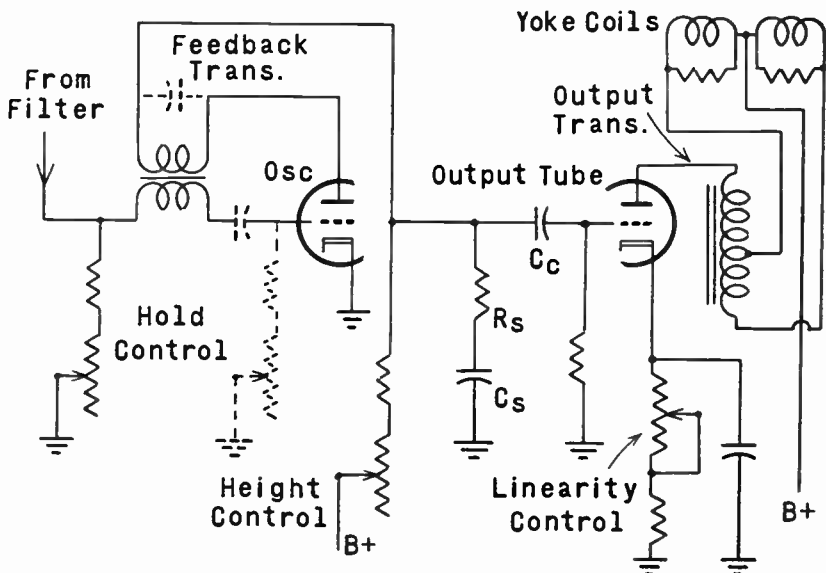 Feedback
Trans.
From
Filter
Yoke Coils
Output
Trans.
Osc
Output Tube
Cc
Hold
Control
Rs
Cs
Height
Control
B+
Linearity
Control
B+